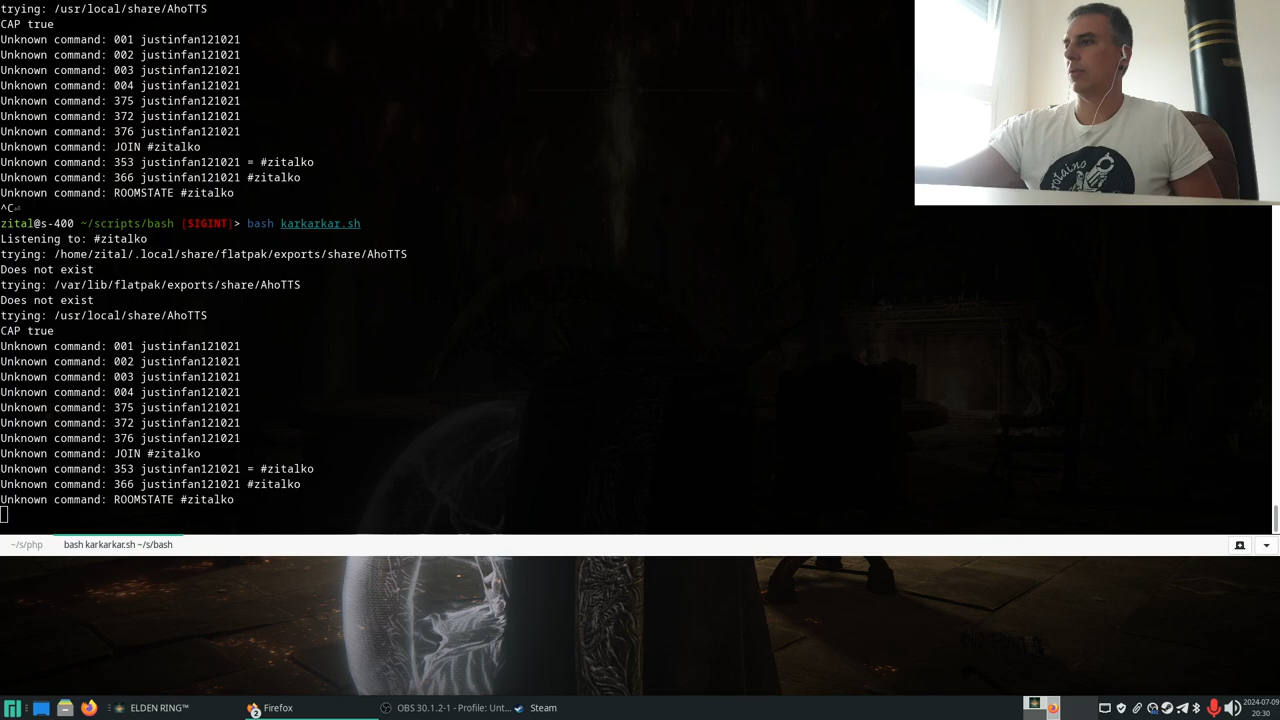 trying: /usr/local/share/AhoTTS
CAP true
Unknown command: 001 justinfan121021
Unknown command: 002 justinfan121021
Unknown command: 003 justinfan121021
Unknown command: 004 justinfan121021
Unknown command: 375 justinfan121021
Unknown command: 372 justinfan121021
Unknown command: 376 justinfan121021
Unknown command: JOIN #zitalko
Unknown command: 353 justinfan121021 = #zitalko
Unknown command: 366 justinfan121021 #zitalko
Unknown command: ROOMSTATE #zitalko
^C⏎
zital@s-400 ~/scripts/bash [SIGINT]> bash karkarkar.sh
Listening to: #zitalko
trying: /home/zital/.local/share/flatpak/exports/share/AhoTTS
Does not exist
trying: /var/lib/flatpak/exports/share/AhoTTS
Does not exist
trying: /usr/local/share/AhoTTS
CAP true
Unknown command: 001 justinfan121021
Unknown command: 002 justinfan121021
Unknown command: 003 justinfan121021
Unknown command: 004 justinfan121021
Unknown command: 375 justinfan121021
Unknown command: 372 justinfan121021
Unknown command: 376 justinfan121021
Unknown command: JOIN #zitalko
Unknown command: 353 justinfan121021 = #zitalko
Unknown command: 366 justinfan121021 #zitalko
Unknown command: ROOMSTATE #zitalko
~/s/php bash karkarkar.sh ~/s/bash
ELDEN RING™ 2 Firefox OBS 30.1.2-1 - Profile: Unt... Steam 2024-07-09
20:30